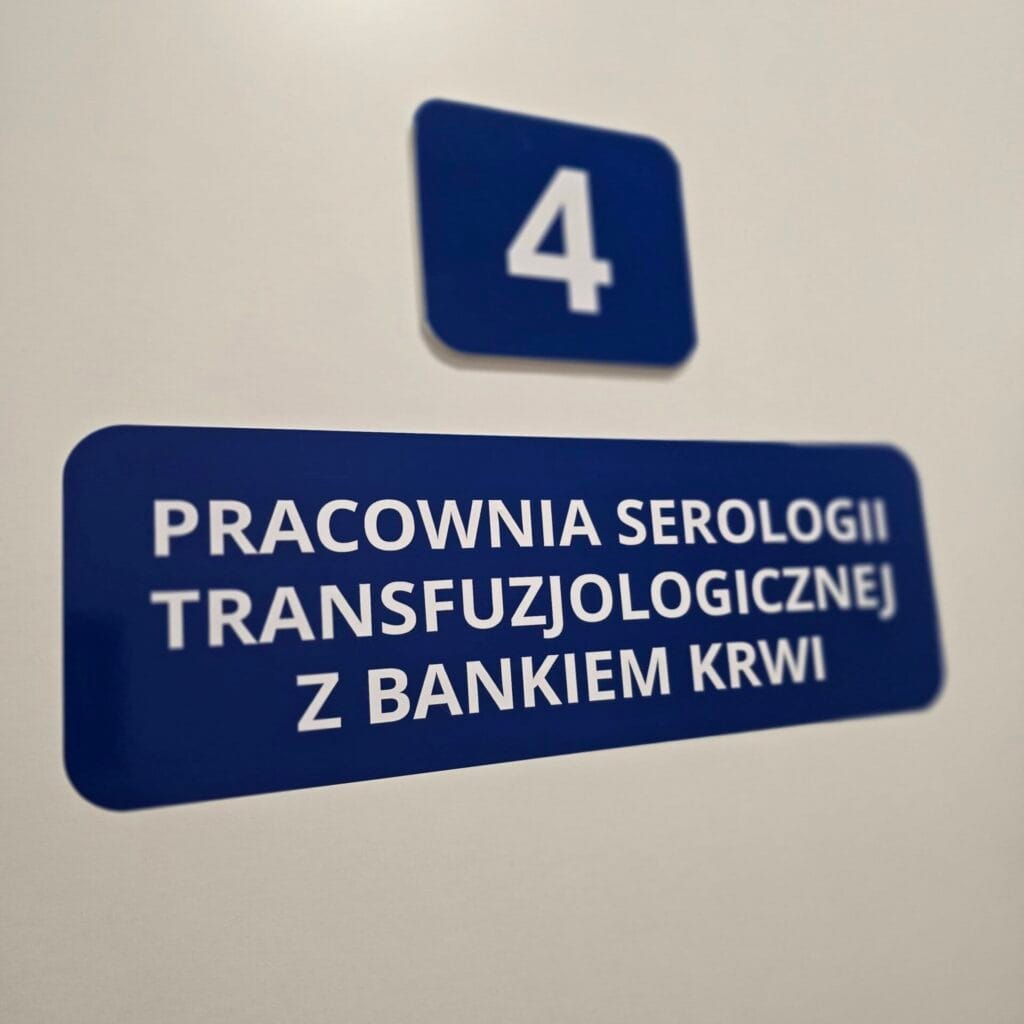 4
PRACOWNIA SEROLOGII
TRANSFUZJOLOGICZNEJ
Z BANKIEM KRWI